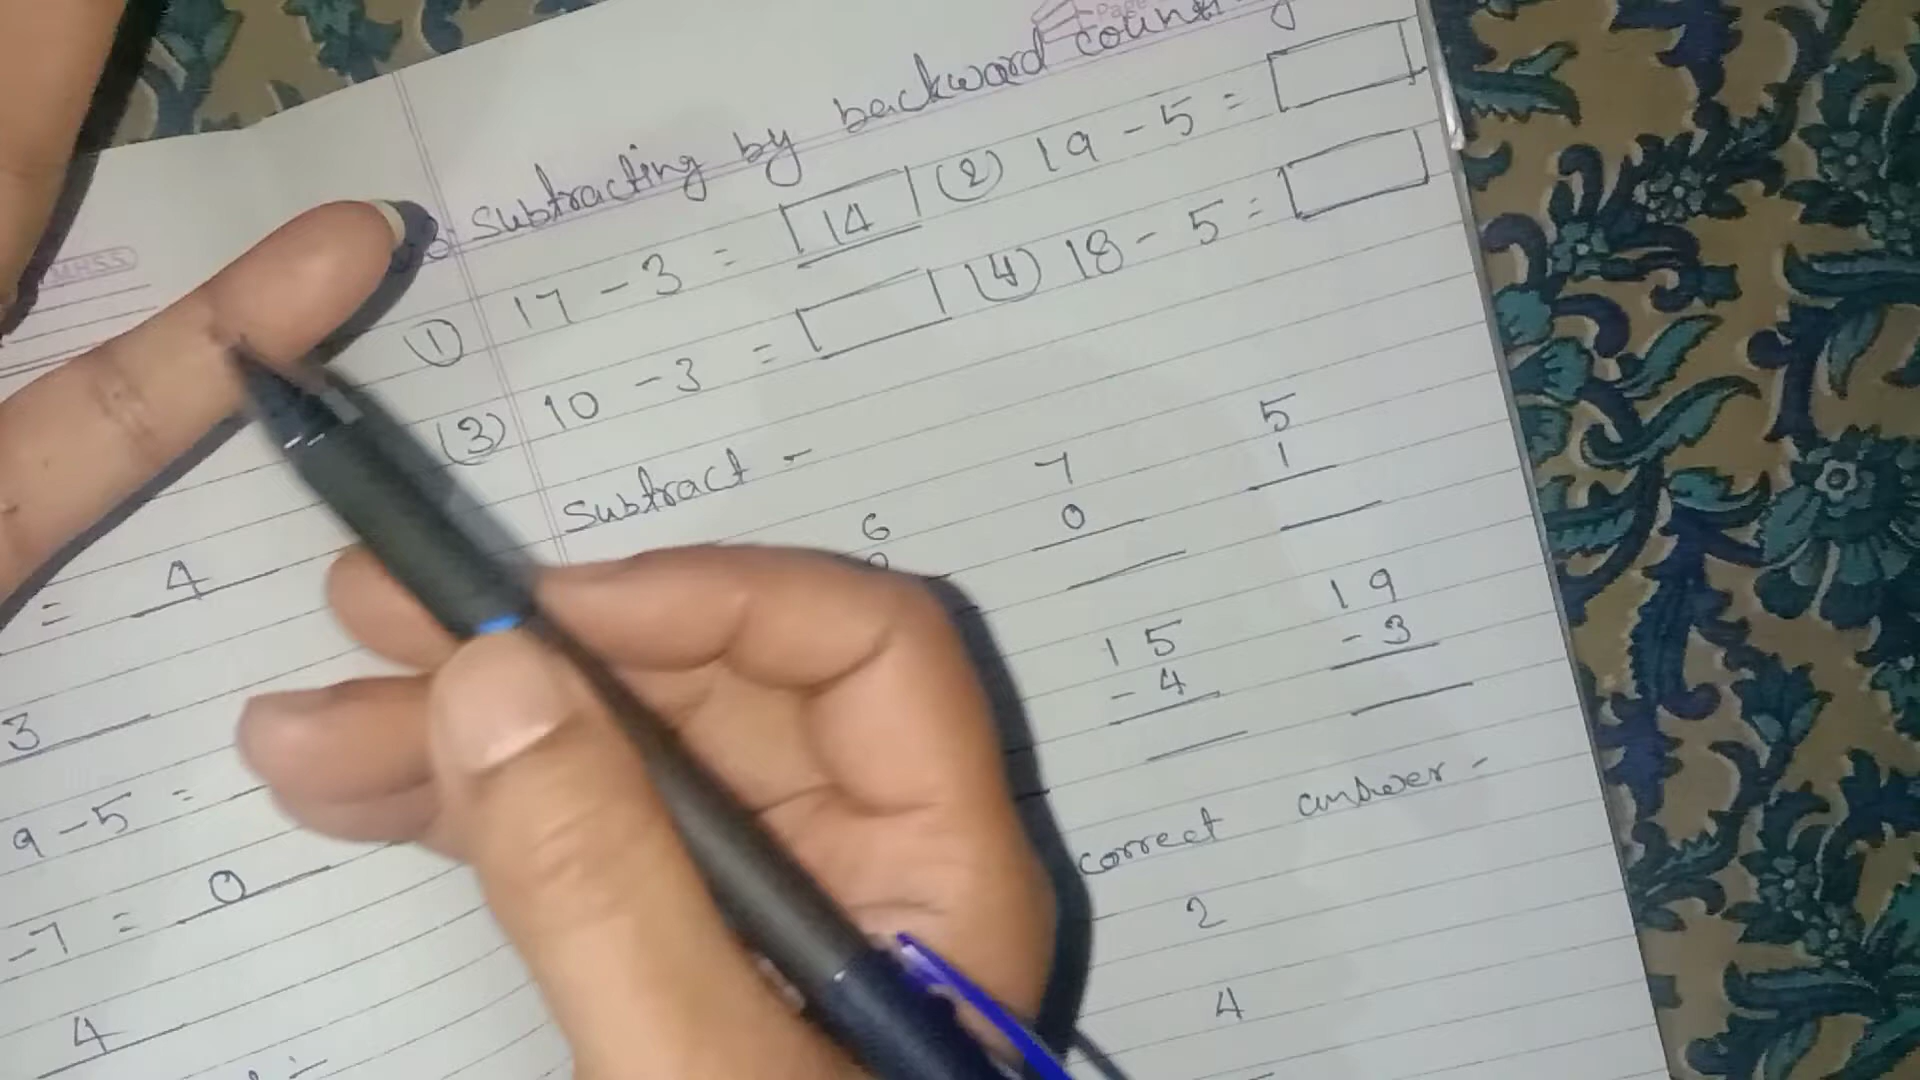 Subtracting by backward counting
① 17 - 3 = 14 ② 19 - 5 =
③ 10 - 3 = ④ 18 - 5 =
Subtract -
6 7 5
0 1
15 19
- 4 - 3
correct answer -
2
4
MHSS
= 4
3
9 - 5 =
- 7 = 0
4